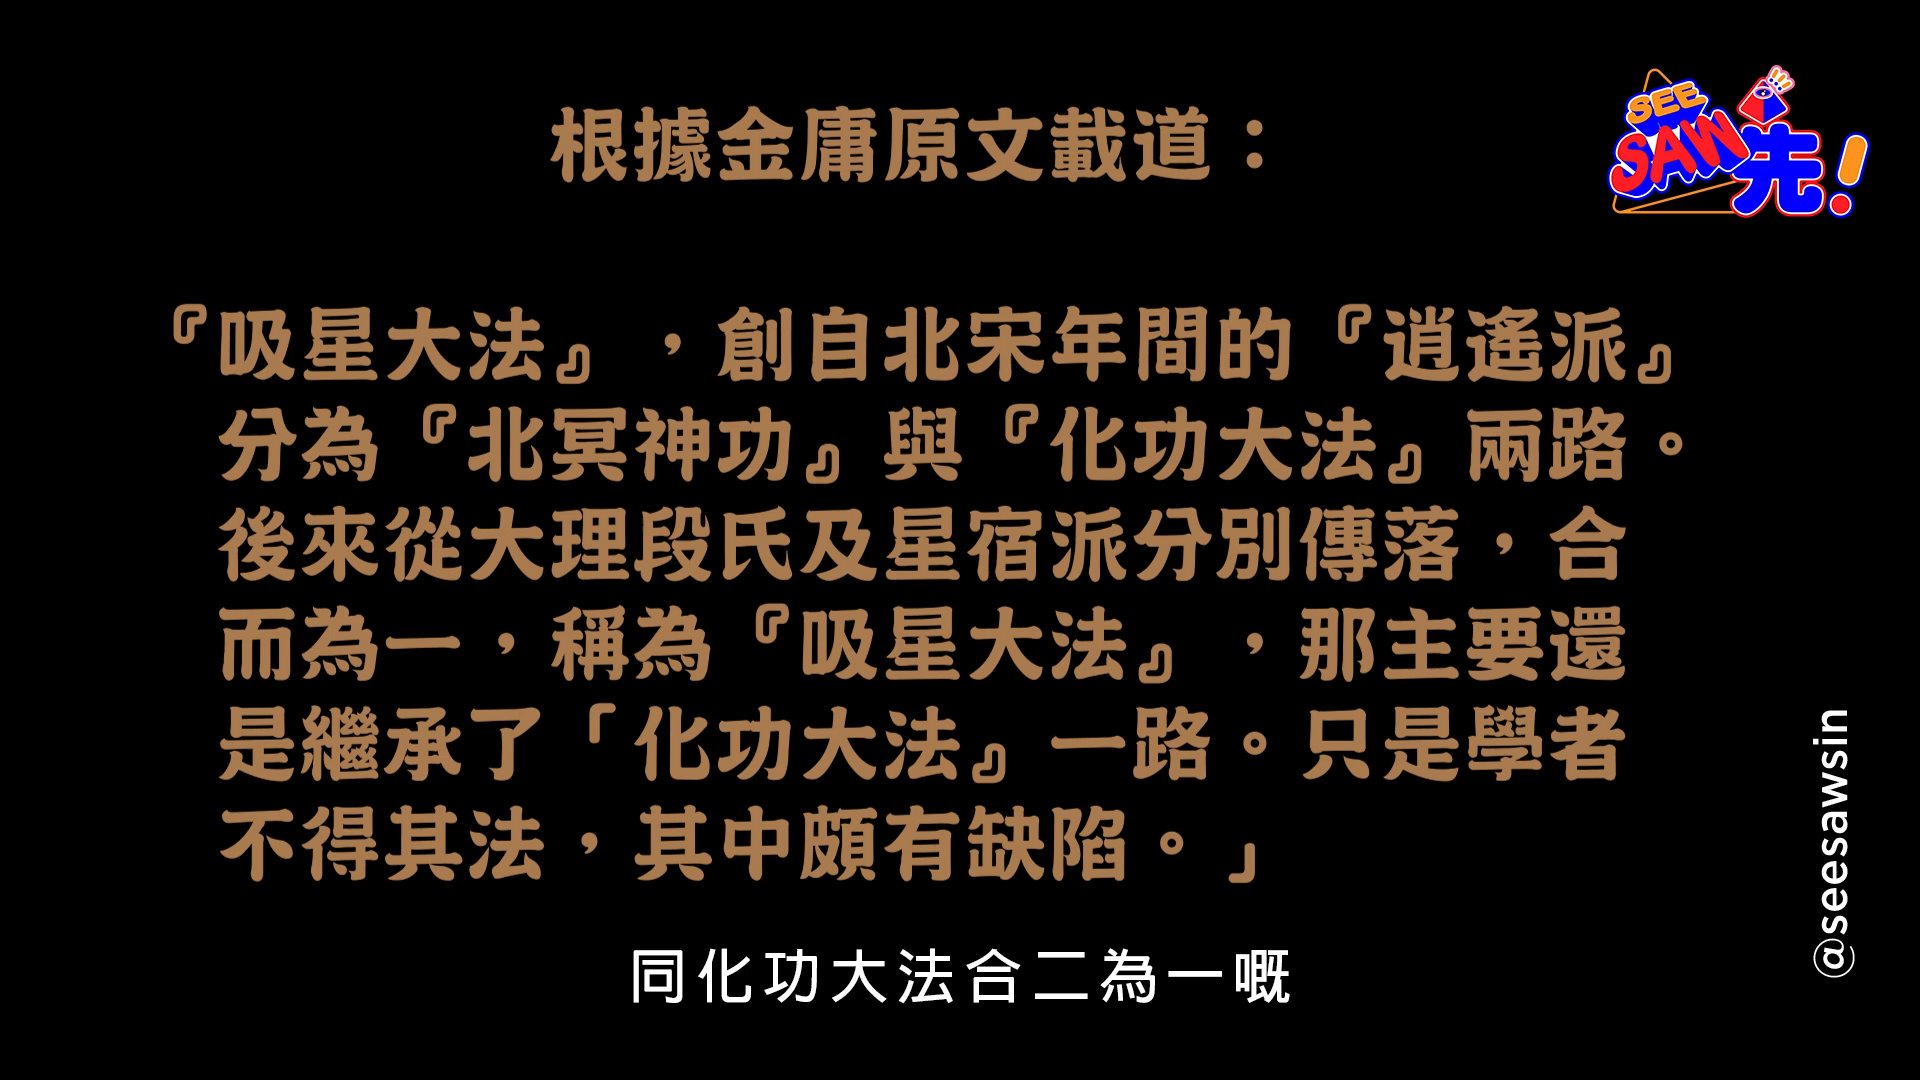 根據金庸原文載道：
SEE
SAW先！
『吸星大法』，創自北宋年間的『逍遙派』
分為『北冥神功』與『化功大法』兩路。
後來從大理段氏及星宿派分別傳落，合
而為一，稱為『吸星大法』，那主要還
是繼承了「化功大法』一路。只是學者
不得其法，其中頗有缺陷。」
同化功大法合二為一嘅
@seesawsin